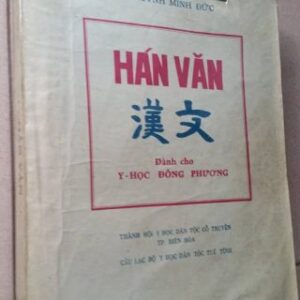 HUỲNH MINH ĐỨC
HÁN VĂN
漢文
Dành cho
Y-HỌC ĐÔNG PHƯƠNG
THÀNH HỘI Y HỌC DÂN TỘC CỔ TRUYỀN
TP. BIÊN HÒA
CÂU LẠC BỘ Y HỌC DÂN TỘC TUỆ TĨNH